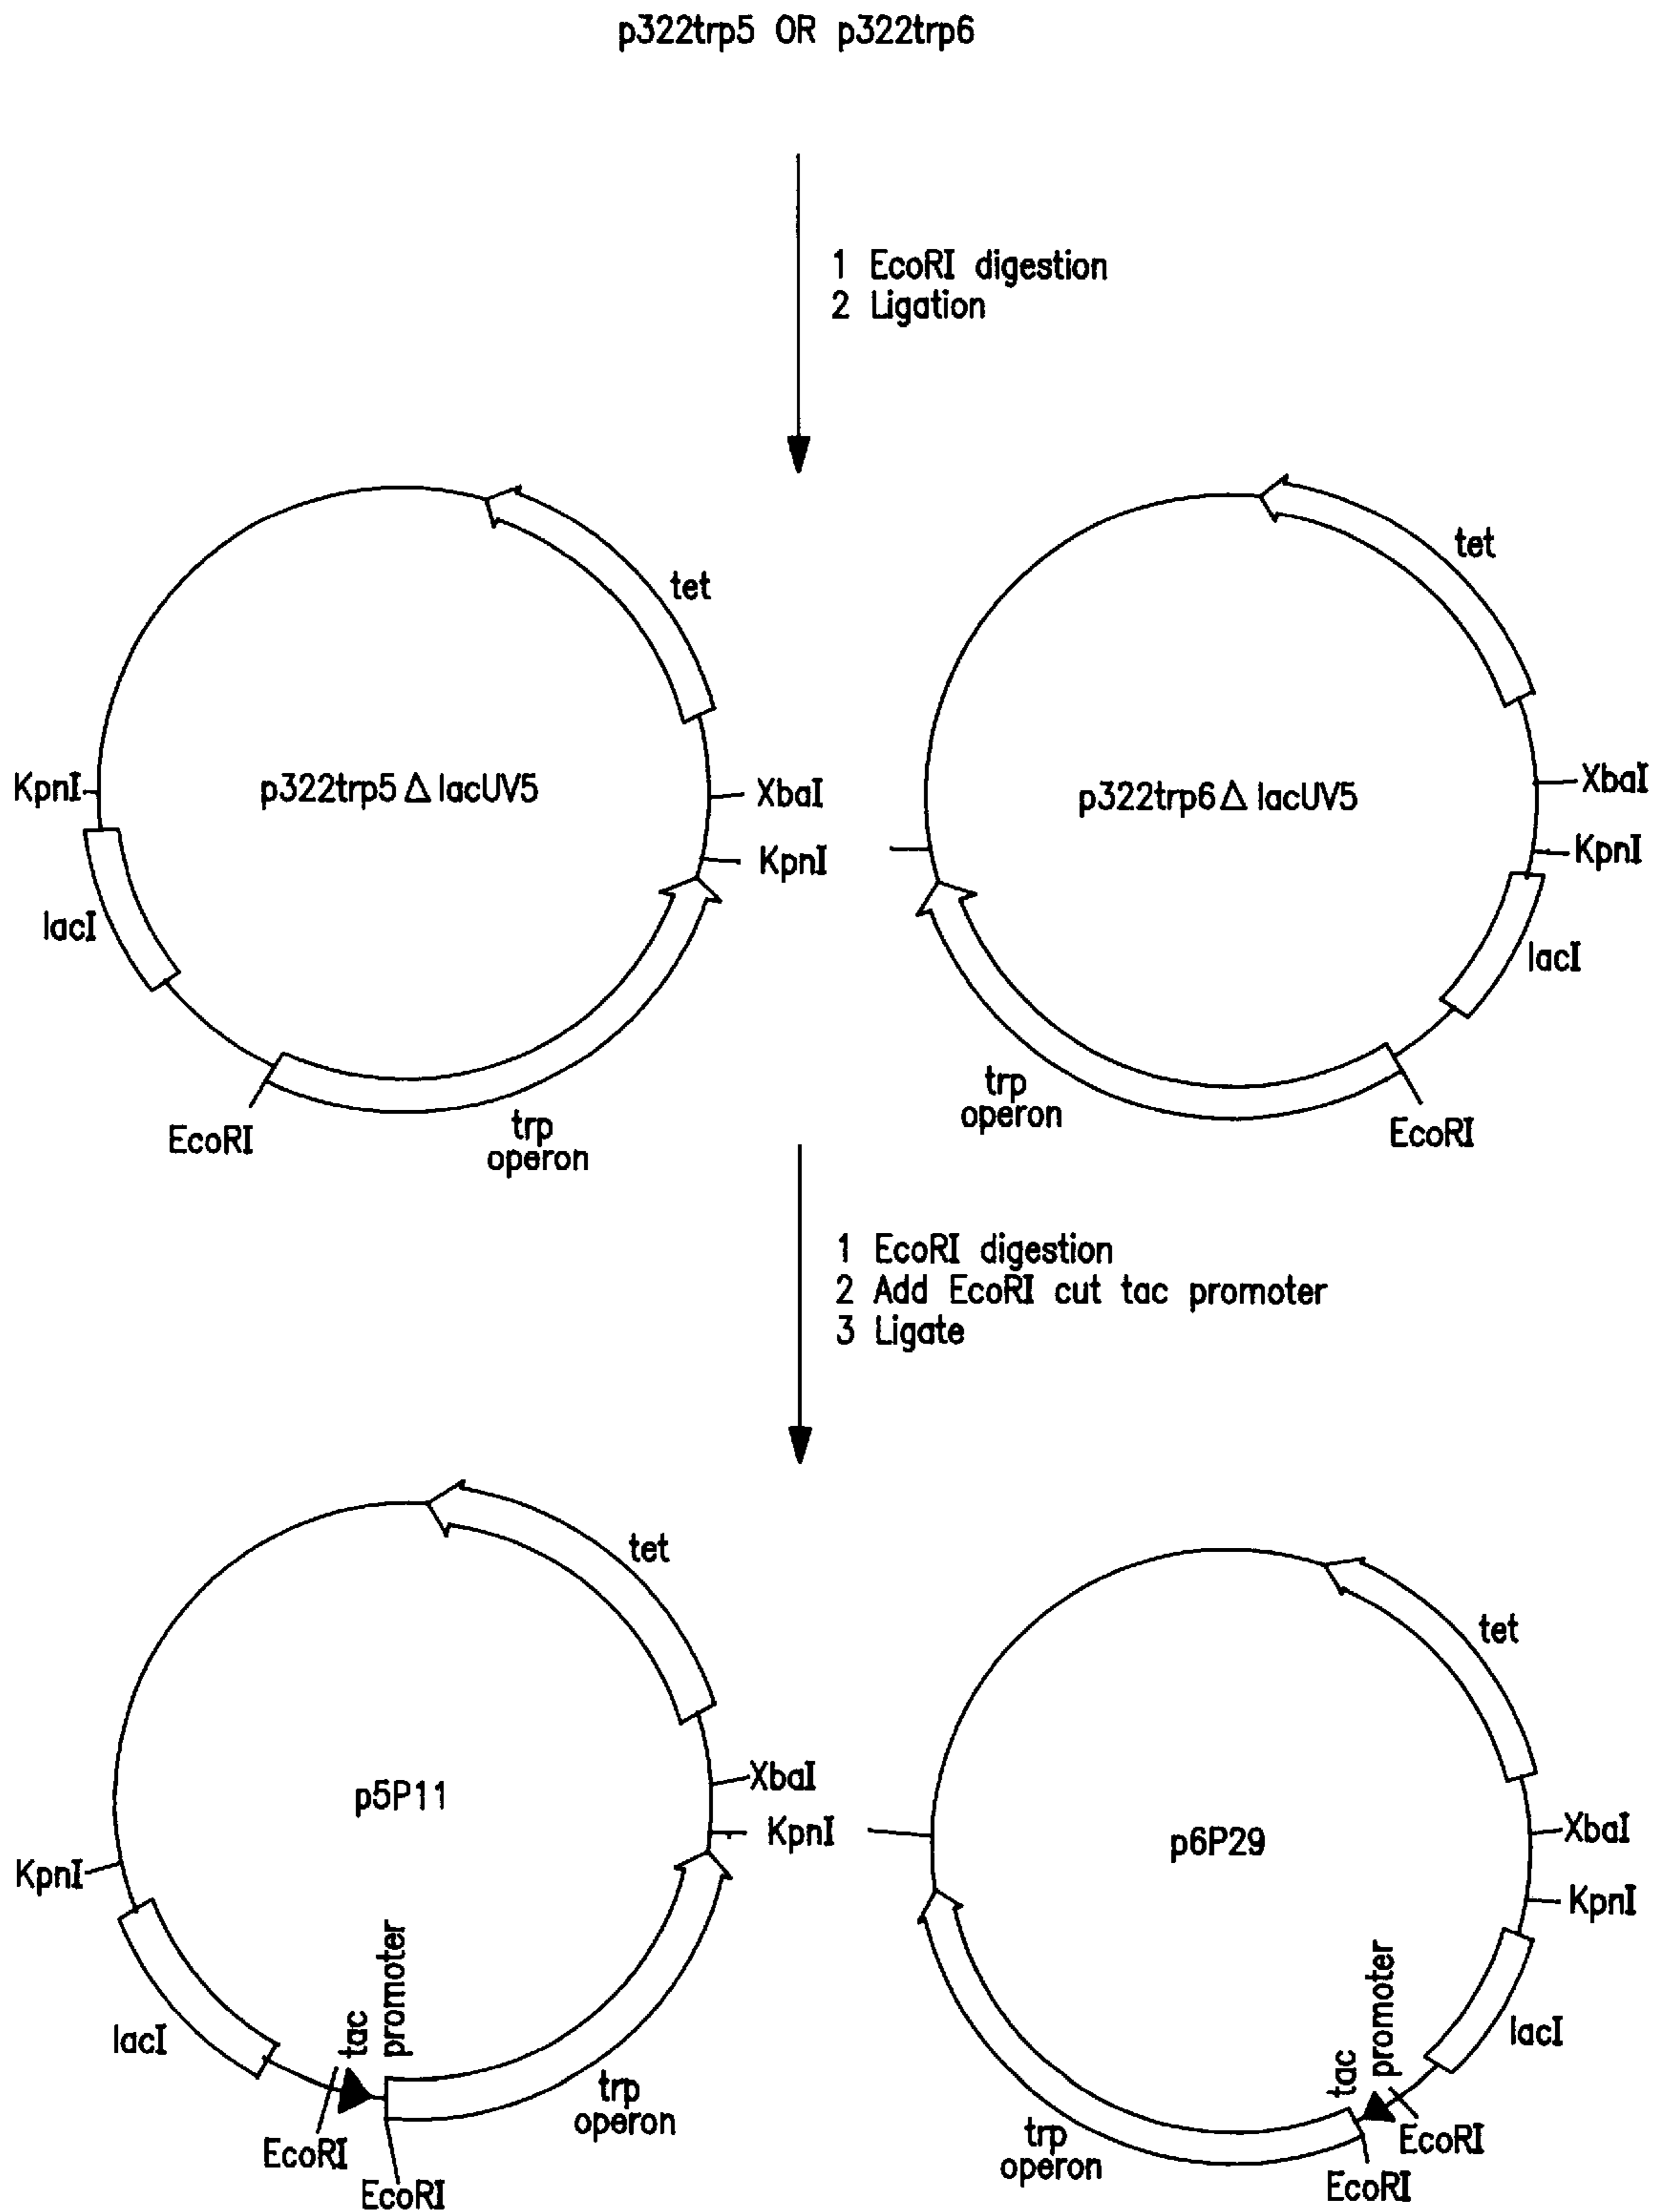 p322trp5 OR p322trp6
1 EcoRI digestion
2 Ligation
tet
KpnI
p322trp5 Δ lacUV5
XbaI
KpnI
lacI
EcoRI
trp
operon
tet
p322trp6 Δ lacUV5
XbaI
KpnI
lacI
trp
operon
EcoRI
1 EcoRI digestion
2 Add EcoRI cut tac promoter
3 Ligate
tet
p5P11
XbaI
KpnI
KpnI
lacI
tac
promoter
trp
operon
EcoRI
EcoRI
tet
p6P29
XbaI
KpnI
lacI
tac
promoter
trp
operon
EcoRI
EcoRI